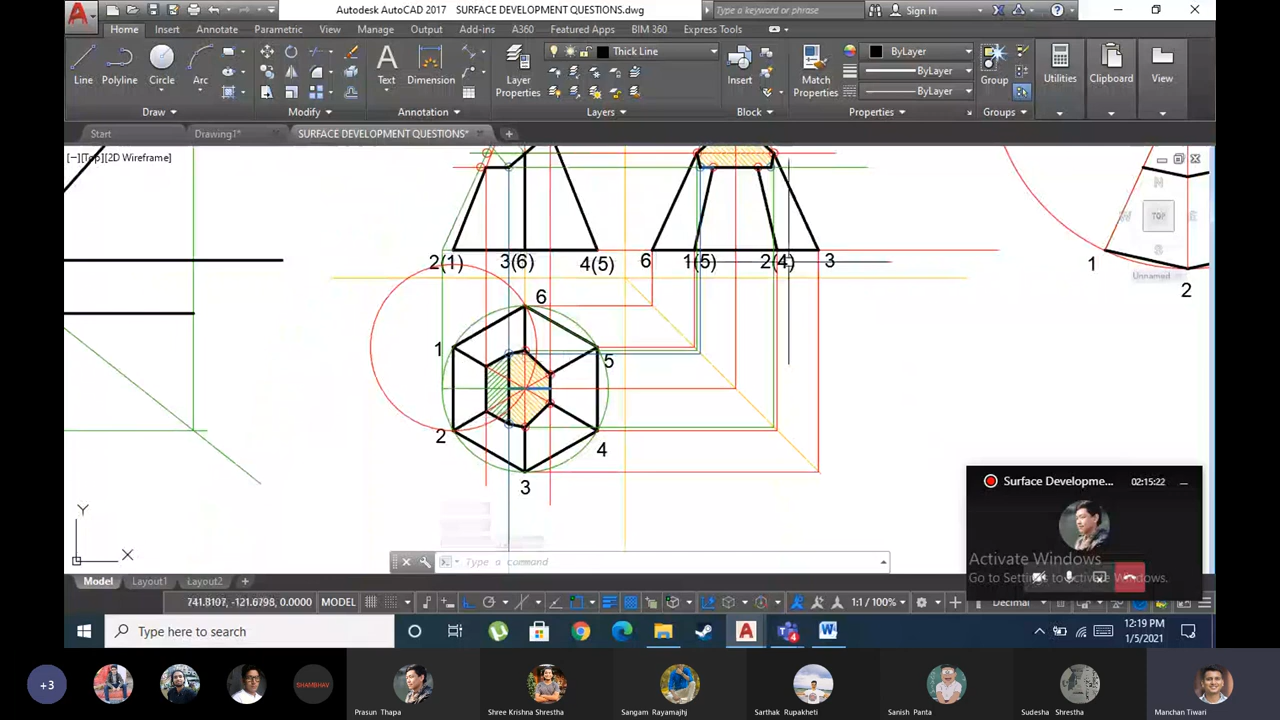 Autodesk AutoCAD 2017   SURFACE DEVELOPMENT QUESTIONS.dwg
Type a keyword or phrase
Sign In
Home Insert Annotate Parametric View Manage Output Add-ins A360 Featured Apps BIM 360 Express Tools
Line Polyline Circle Arc Text Dimension Layer Properties Thick Line Insert Match Properties ByLayer ByLayer ByLayer Group Utilities Clipboard View
Draw Modify Annotation Layers Block Properties Groups
Start Drawing1* SURFACE DEVELOPMENT QUESTIONS*
[−][Top][2D Wireframe]
N
W TOP E
S
Unnamed
2(1) 3(6) 4(5) 6 1(5) 2(4) 3
1
2
6
1
5
2
4
3
Surface Developme... 02:15:22
Activate Windows
Go to Settings to activate Windows.
Y
X
Type a command
Model Layout1 Layout2
741.8107, -121.6798, 0.0000 MODEL 1:1 / 100% Decimal
Type here to search
12:19 PM
1/5/2021
+3
SHAMBHAV
Prasun Thapa Shree Krishna Shrestha Sangam Rayamajhi Sarthak Rupakheti Sanish Panta Sudesha Shrestha Manchan Tiwari